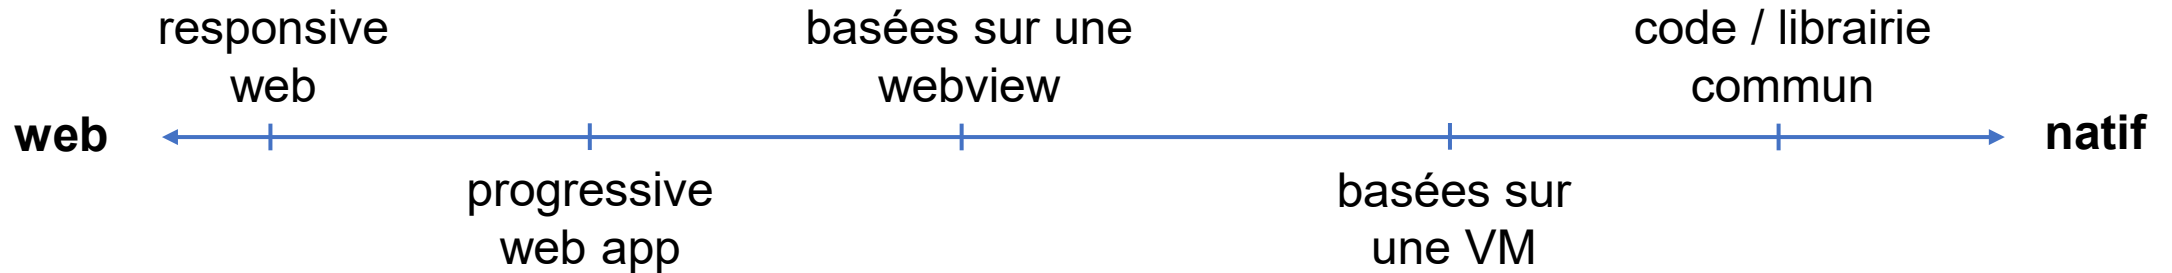 responsive
web
basées sur une
webview
code / librairie
commun
web
natif
progressive
web app
basées sur
une VM